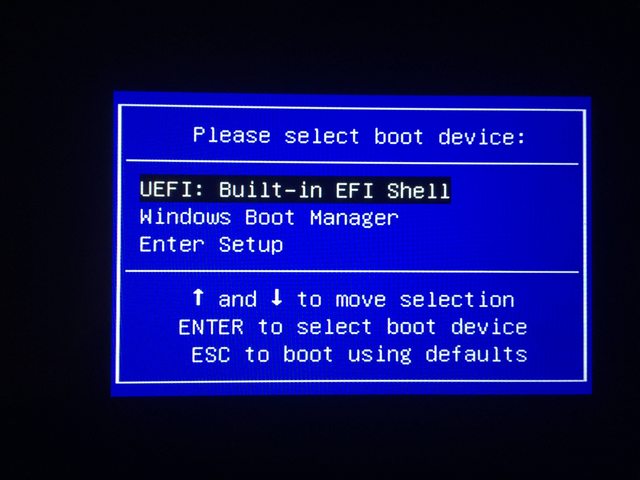 Please select boot device:
UEFI: Built-in EFI Shell
Windows Boot Manager
Enter Setup
↑ and ↓ to move selection
ENTER to select boot device
ESC to boot using defaults